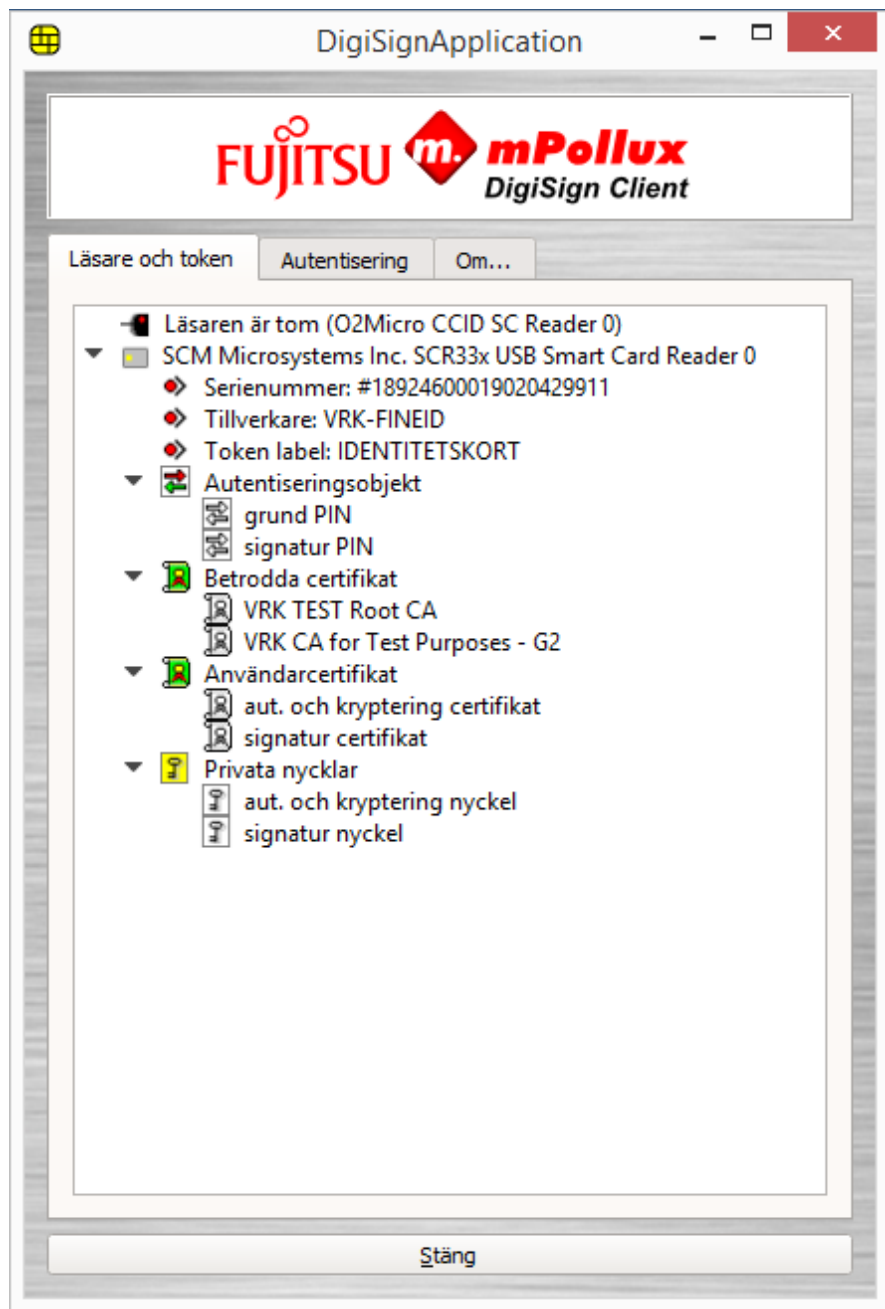 DigiSignApplication
FUJITSU m. mPollux
DigiSign Client
Läsare och token
Autentisering
Om...
Läsaren är tom (O2Micro CCID SC Reader 0)
SCM Microsystems Inc. SCR33x USB Smart Card Reader 0
Serienummer: #18924600019020429911
Tillverkare: VRK-FINEID
Token label: IDENTITETSKORT
Autentiseringsobjekt
grund PIN
signatur PIN
Betrodda certifikat
VRK TEST Root CA
VRK CA for Test Purposes - G2
Användarcertifikat
aut. och kryptering certifikat
signatur certifikat
Privata nycklar
aut. och kryptering nyckel
signatur nyckel
Stäng